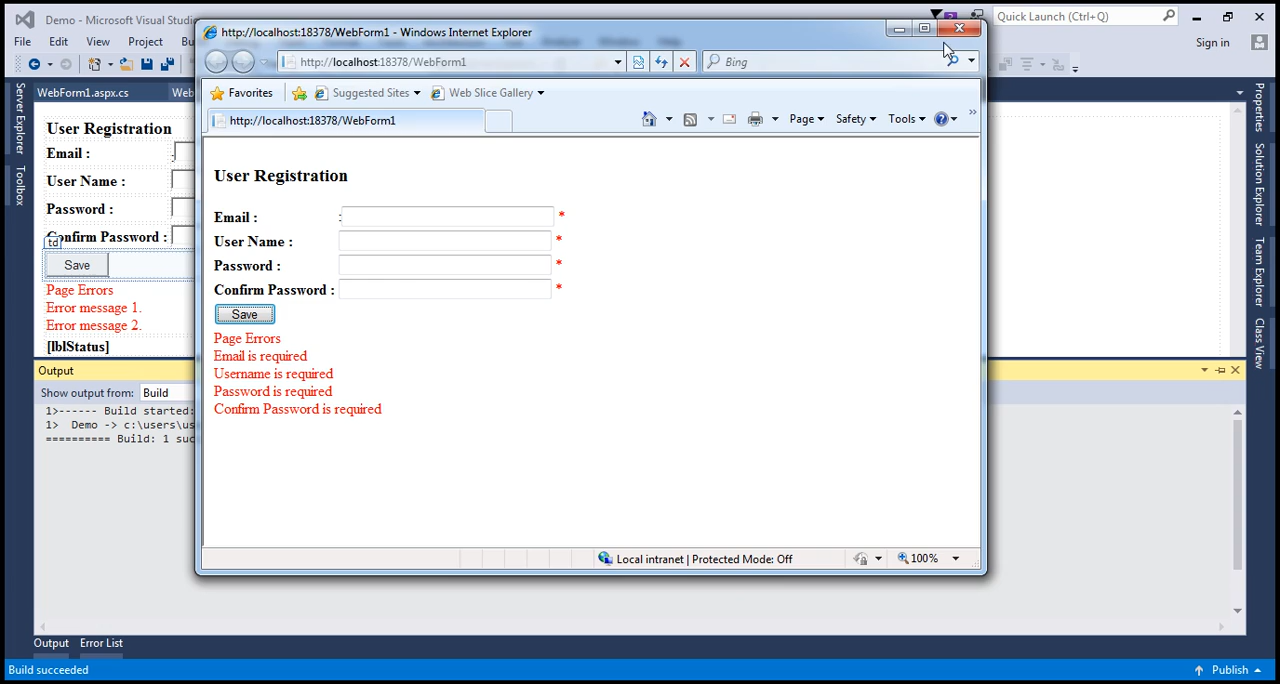 Demo - Microsoft Visual Studi
Quick Launch (Ctrl+Q)
File Edit View Project Bu
Sign in
WebForm1.aspx.cs Web
Server Explorer
Toolbox
User Registration
Email :
:
User Name :
Password :
Confirm Password :
td
Save
Page Errors
Error message 1.
Error message 2.
[lblStatus]
http://localhost:18378/WebForm1 - Windows Internet Explorer
http://localhost:18378/WebForm1
Bing
Favorites Suggested Sites Web Slice Gallery
http://localhost:18378/WebForm1
Page Safety Tools »
User Registration
Email : : *
User Name : *
Password : *
Confirm Password : *
Save
Page Errors
Email is required
Username is required
Password is required
Confirm Password is required
Local intranet | Protected Mode: Off
100%
Properties
Solution Explorer
Team Explorer
Class View
Output
Show output from: Build
1>------ Build started:
1> Demo -> c:\users\us
========== Build: 1 suc
Output Error List
Build succeeded
Publish